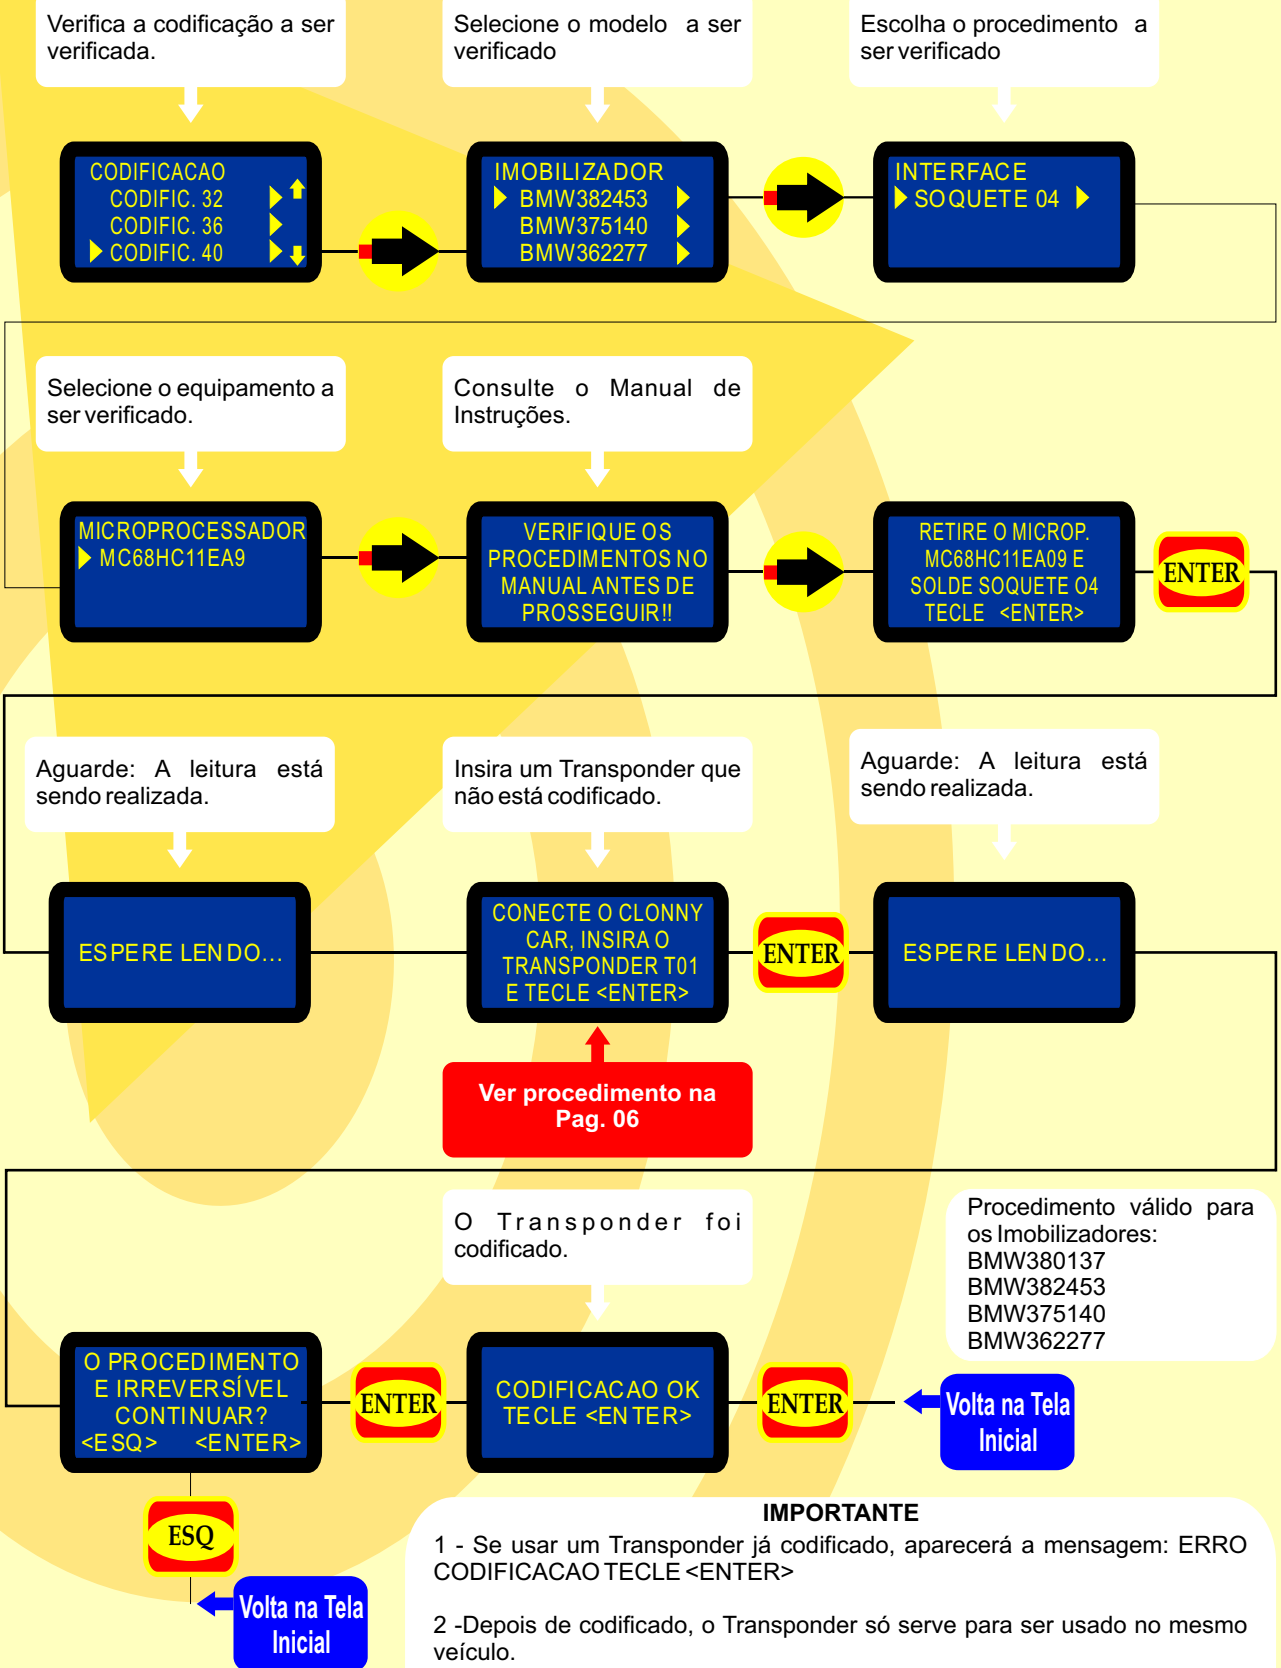 Verifica a codificação a ser
verificada.
Selecione o modelo a ser
verificado
Escolha o procedimento a
ser verificado
CODIFICACAO
CODIFIC. 32
CODIFIC. 36
CODIFIC. 40
IMOBILIZADOR
BMW382453
BMW375140
BMW362277
INTERFACE
SOQUETE 04
Selecione o equipamento a
ser verificado.
Consulte o Manual de
Instruções.
MICROPROCESSADOR
MC68HC11EA9
VERIFIQUE OS
PROCEDIMENTOS NO
MANUAL ANTES DE
PROSSEGUIR!!
RETIRE O MICROP.
MC68HC11EA09 E
SOLDE SOQUETE O4
TECLE <ENTER>
ENTER
Aguarde: A leitura está
sendo realizada.
Insira um Transponder que
não está codificado.
Aguarde: A leitura está
sendo realizada.
ESPERE LENDO...
CONECTE O CLONNY
CAR, INSIRA O
TRANSPONDER T01
E TECLE <ENTER>
ENTER
ESPERE LENDO...
Ver procedimento na
Pag. 06
O Transponder foi
codificado.
Procedimento válido para
os Imobilizadores:
BMW380137
BMW382453
BMW375140
BMW362277
O PROCEDIMENTO
E IRREVERSÍVEL
CONTINUAR?
<ESQ> <ENTER>
ENTER
CODIFICACAO OK
TECLE <ENTER>
ENTER
Volta na Tela
Inicial
ESQ
Volta na Tela
Inicial
IMPORTANTE
1 - Se usar um Transponder já codificado, aparecerá a mensagem: ERRO
CODIFICACAO TECLE <ENTER>
2 -Depois de codificado, o Transponder só serve para ser usado no mesmo
veículo.